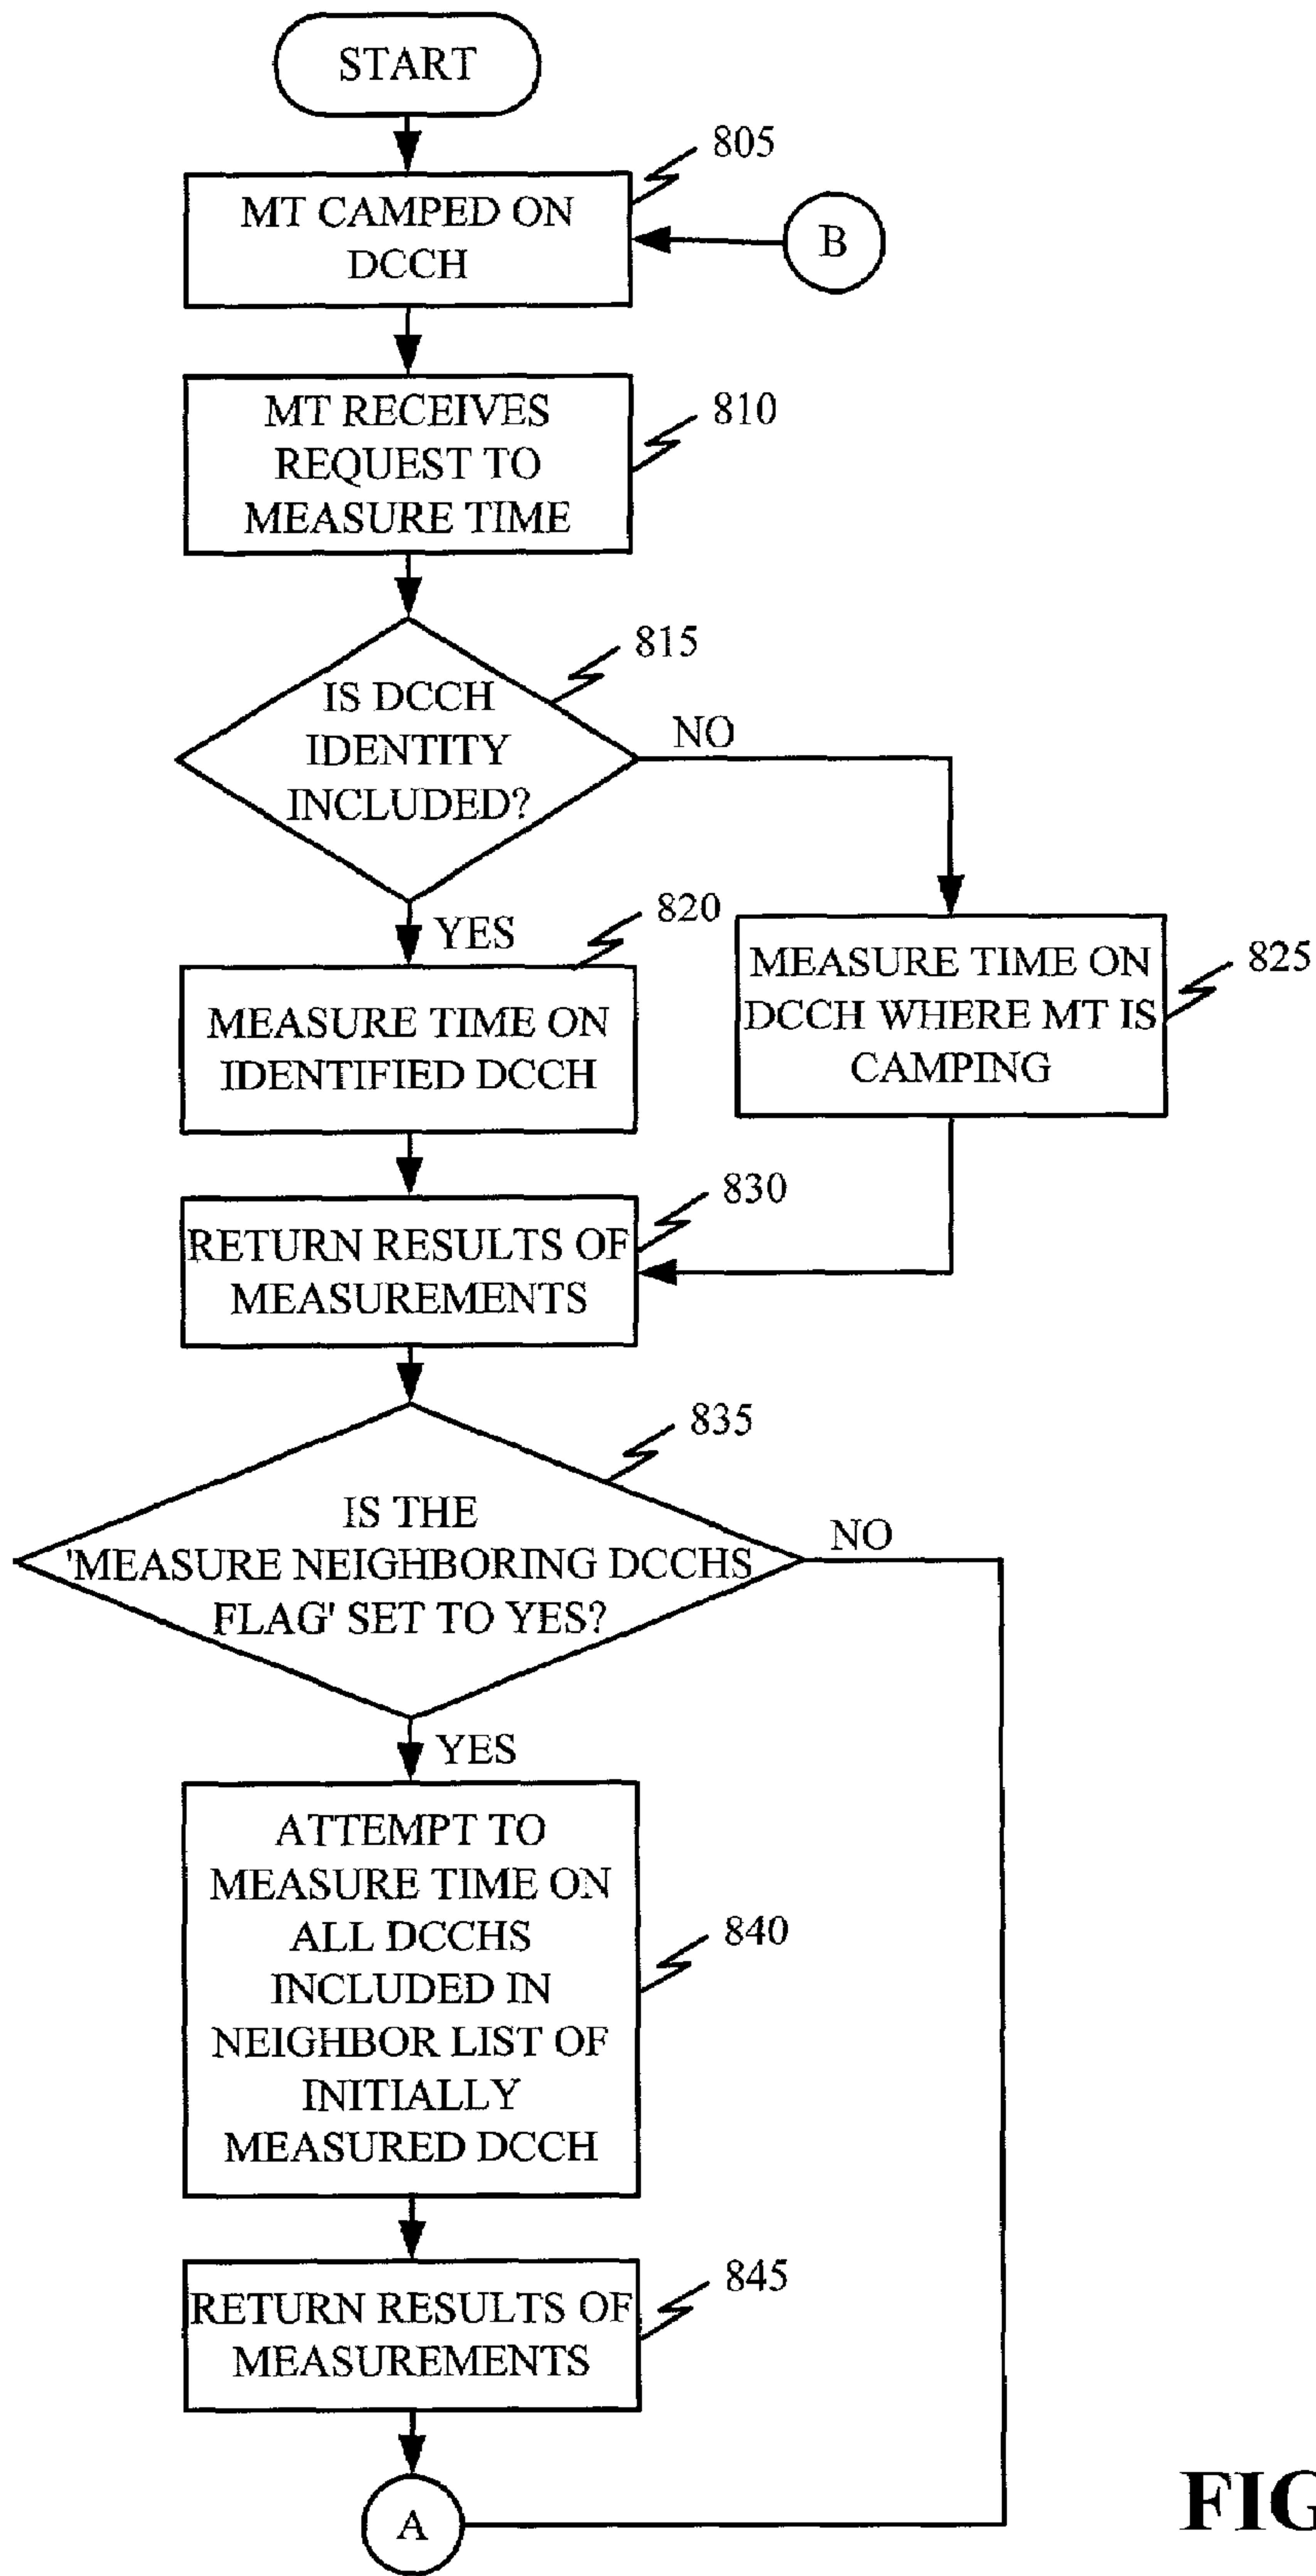 START
805
MT CAMPED ON
DCCH
B
810
MT RECEIVES
REQUEST TO
MEASURE TIME
815
IS DCCH
IDENTITY
INCLUDED?
NO
YES
820
MEASURE TIME ON
IDENTIFIED DCCH
MEASURE TIME ON
DCCH WHERE MT IS
CAMPING
825
830
RETURN RESULTS OF
MEASUREMENTS
835
IS THE
'MEASURE NEIGHBORING DCCHS
FLAG' SET TO YES?
NO
YES
ATTEMPT TO
MEASURE TIME ON
ALL DCCHS
INCLUDED IN
NEIGHBOR LIST OF
INITIALLY
MEASURED DCCH
840
845
RETURN RESULTS OF
MEASUREMENTS
A
FIG